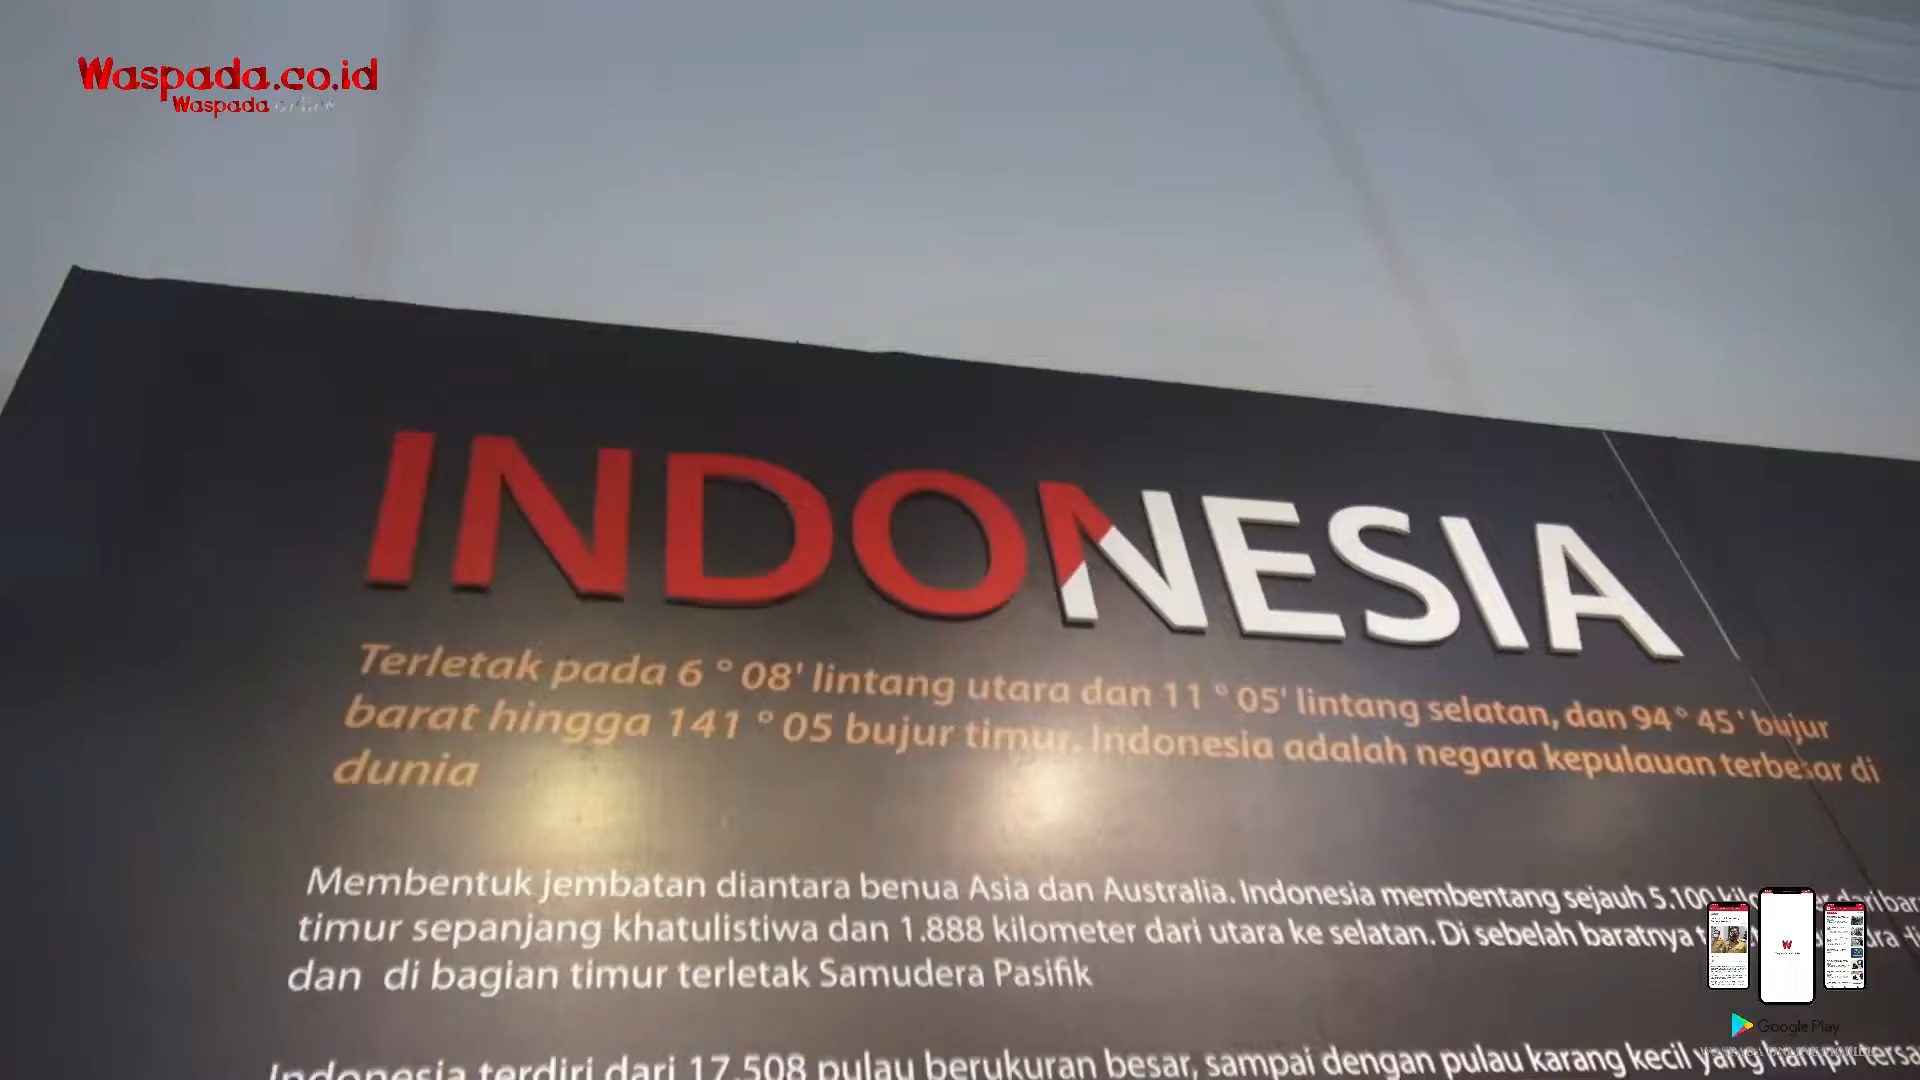 Waspada.co.id
Waspada online
INDONESIA
Terletak pada 6 ° 08' lintang utara dan 11 ° 05' lintang selatan, dan 94 ° 45 ' bujur
barat hingga 141 ° 05 bujur timur. Indonesia adalah negara kepulauan terbesar di
dunia
Membentuk jembatan diantara benua Asia dan Australia. Indonesia membentang sejauh 5.100
timur sepanjang khatulistiwa dan 1.888 kilometer dari utara ke selatan. Di sebelah baratnya
dan di bagian timur terletak Samudera Pasifik
Indonesia terdiri dari 17.508 pulau berukuran besar, sampai dengan pulau karang kecil yang hampir
Google Play